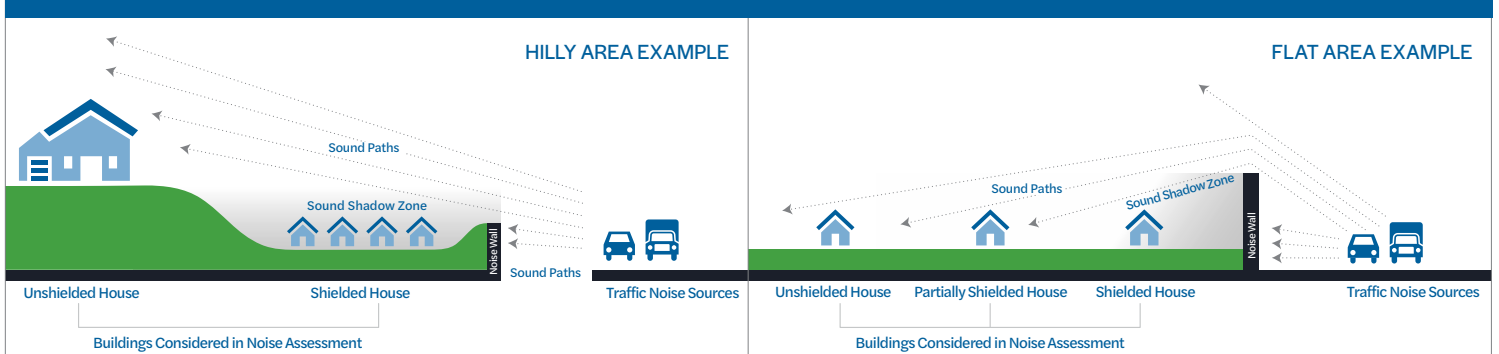 HILLY AREA EXAMPLE
Sound Paths
Sound Shadow Zone
Noise Wall
Sound Paths
Unshielded House
Shielded House
Traffic Noise Sources
Buildings Considered in Noise Assessment
FLAT AREA EXAMPLE
Sound Paths
Sound Shadow Zone
Noise Wall
Unshielded House
Partially Shielded House
Shielded House
Traffic Noise Sources
Buildings Considered in Noise Assessment